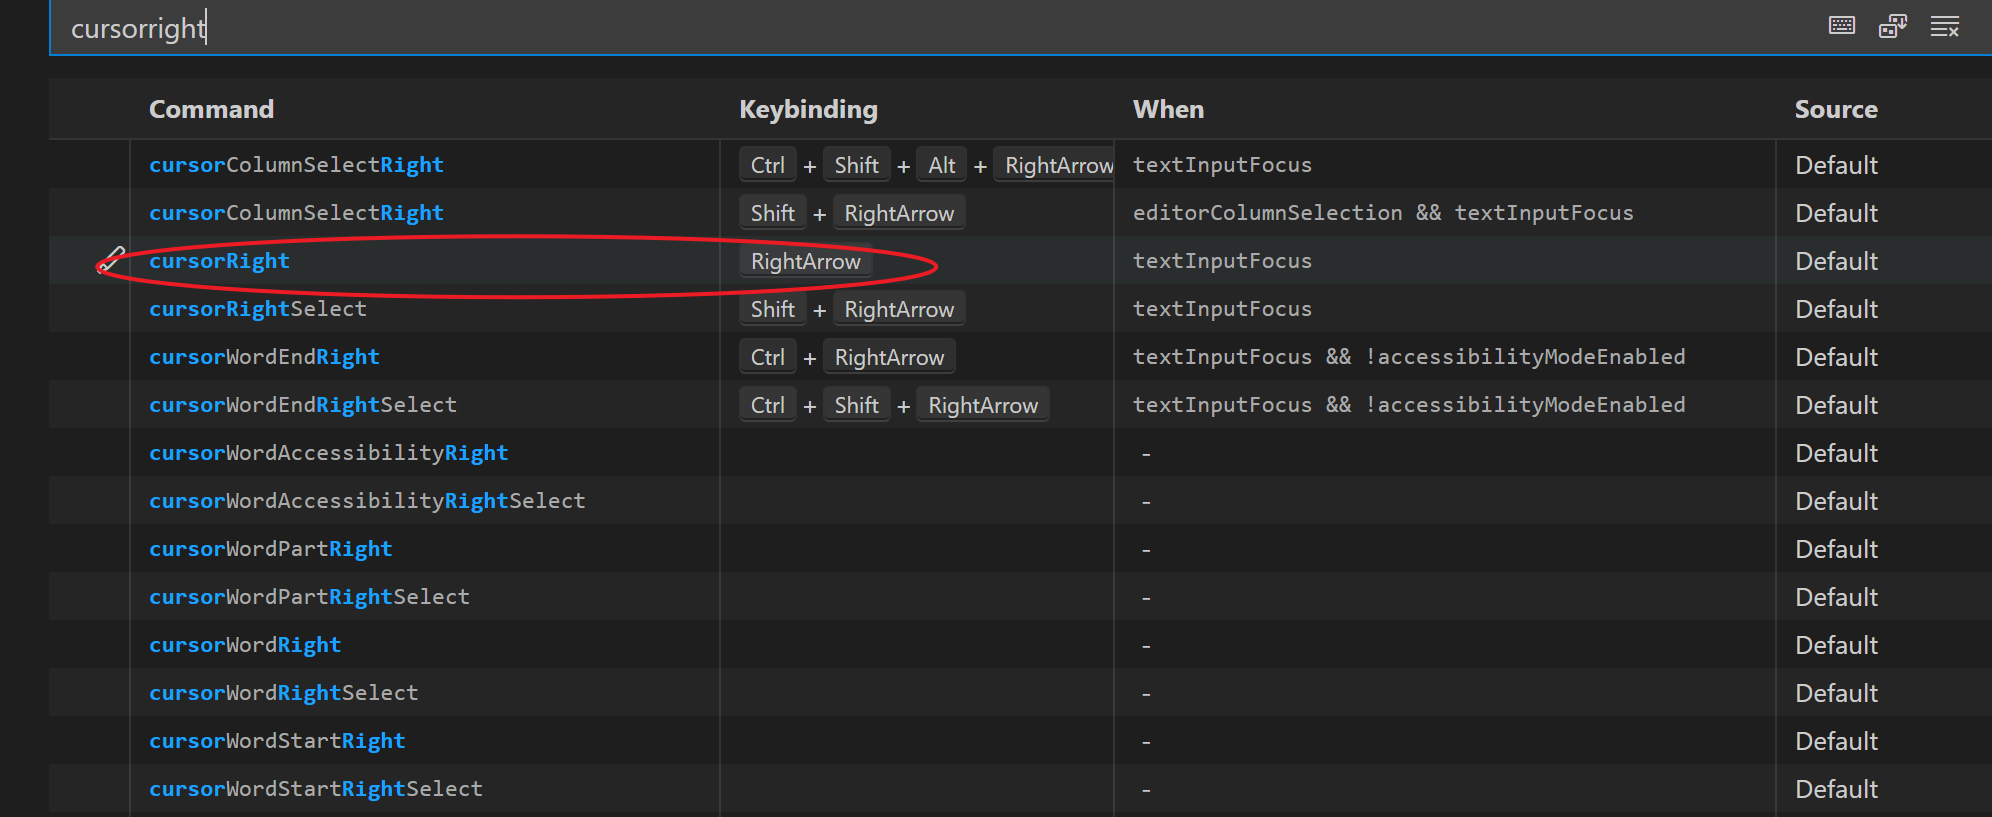 cursorright
Command Keybinding When Source
cursorColumnSelectRight Ctrl + Shift + Alt + RightArrow textInputFocus Default
cursorColumnSelectRight Shift + RightArrow editorColumnSelection && textInputFocus Default
cursorRight RightArrow textInputFocus Default
cursorRightSelect Shift + RightArrow textInputFocus Default
cursorWordEndRight Ctrl + RightArrow textInputFocus && !accessibilityModeEnabled Default
cursorWordEndRightSelect Ctrl + Shift + RightArrow textInputFocus && !accessibilityModeEnabled Default
cursorWordAccessibilityRight - Default
cursorWordAccessibilityRightSelect - Default
cursorWordPartRight - Default
cursorWordPartRightSelect - Default
cursorWordRight - Default
cursorWordRightSelect - Default
cursorWordStartRight - Default
cursorWordStartRightSelect - Default